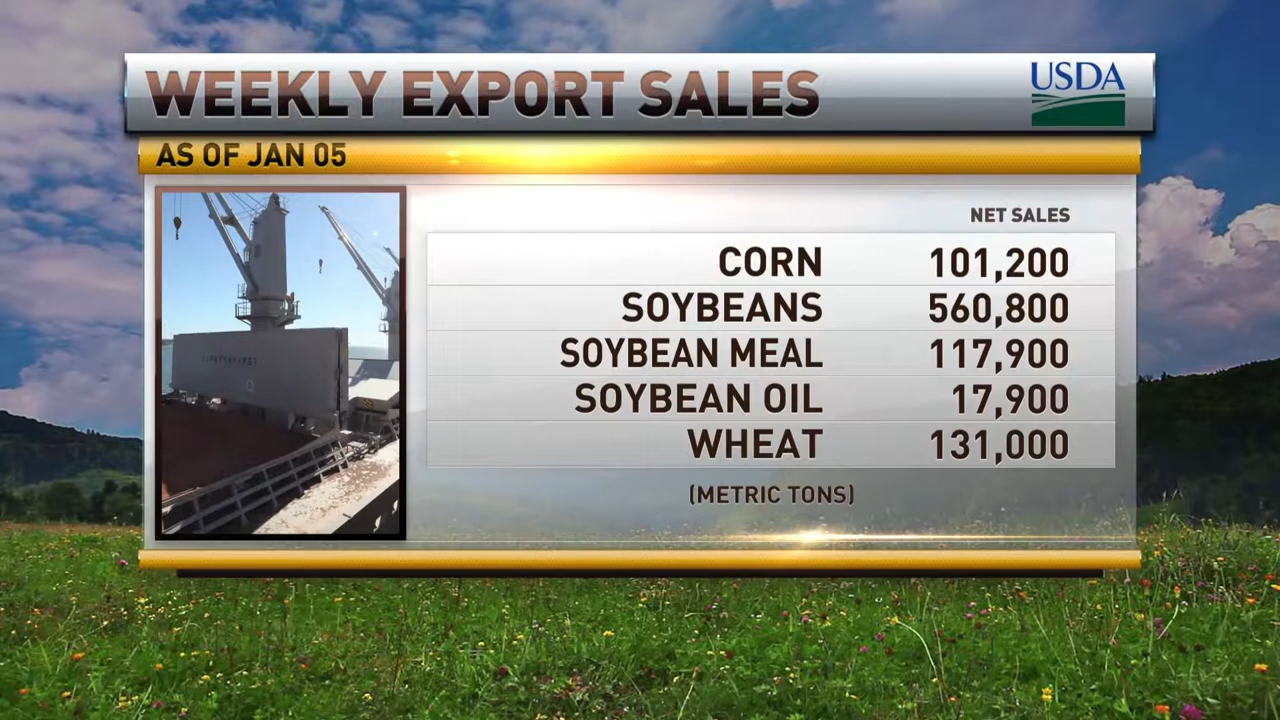 WEEKLY EXPORT SALES
USDA
AS OF JAN 05
NET SALES
CORN 101,200
SOYBEANS 560,800
SOYBEAN MEAL 117,900
SOYBEAN OIL 17,900
WHEAT 131,000
(METRIC TONS)